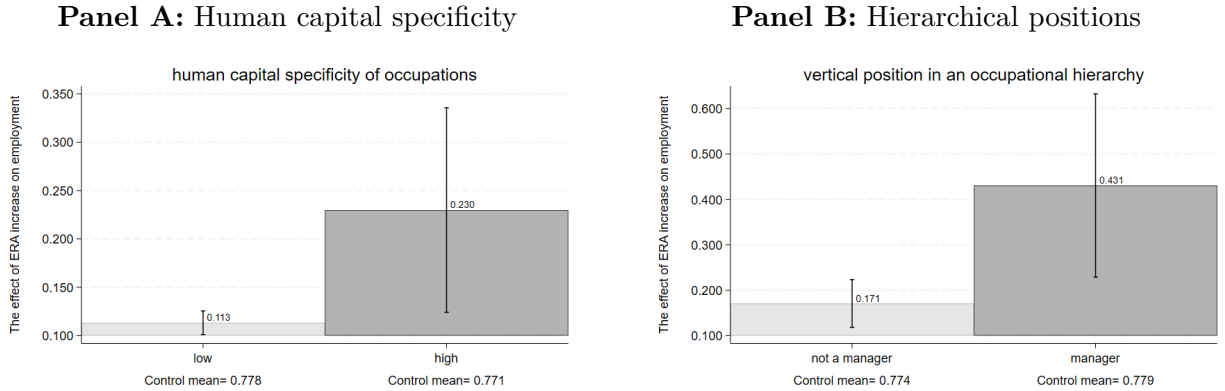 Panel A: Human capital specificity
human capital specificity of occupations
The effect of ERA increase on employment
0.350
0.300
0.250
0.200
0.150
0.100
0.113
0.230
low
high
Control mean= 0.778
Control mean= 0.771
Panel B: Hierarchical positions
vertical position in an occupational hierarchy
The effect of ERA increase on employment
0.600
0.500
0.400
0.300
0.200
0.100
0.171
0.431
not a manager
manager
Control mean= 0.774
Control mean= 0.779